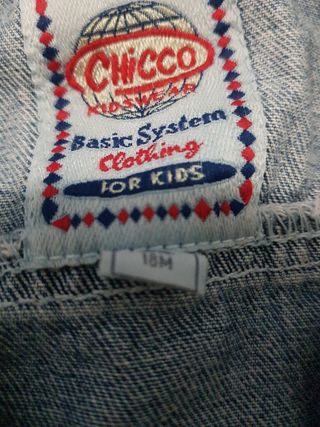 CHiCCO
KIDSWEAR
Basic System
Clothing
FOR KIDS
18M